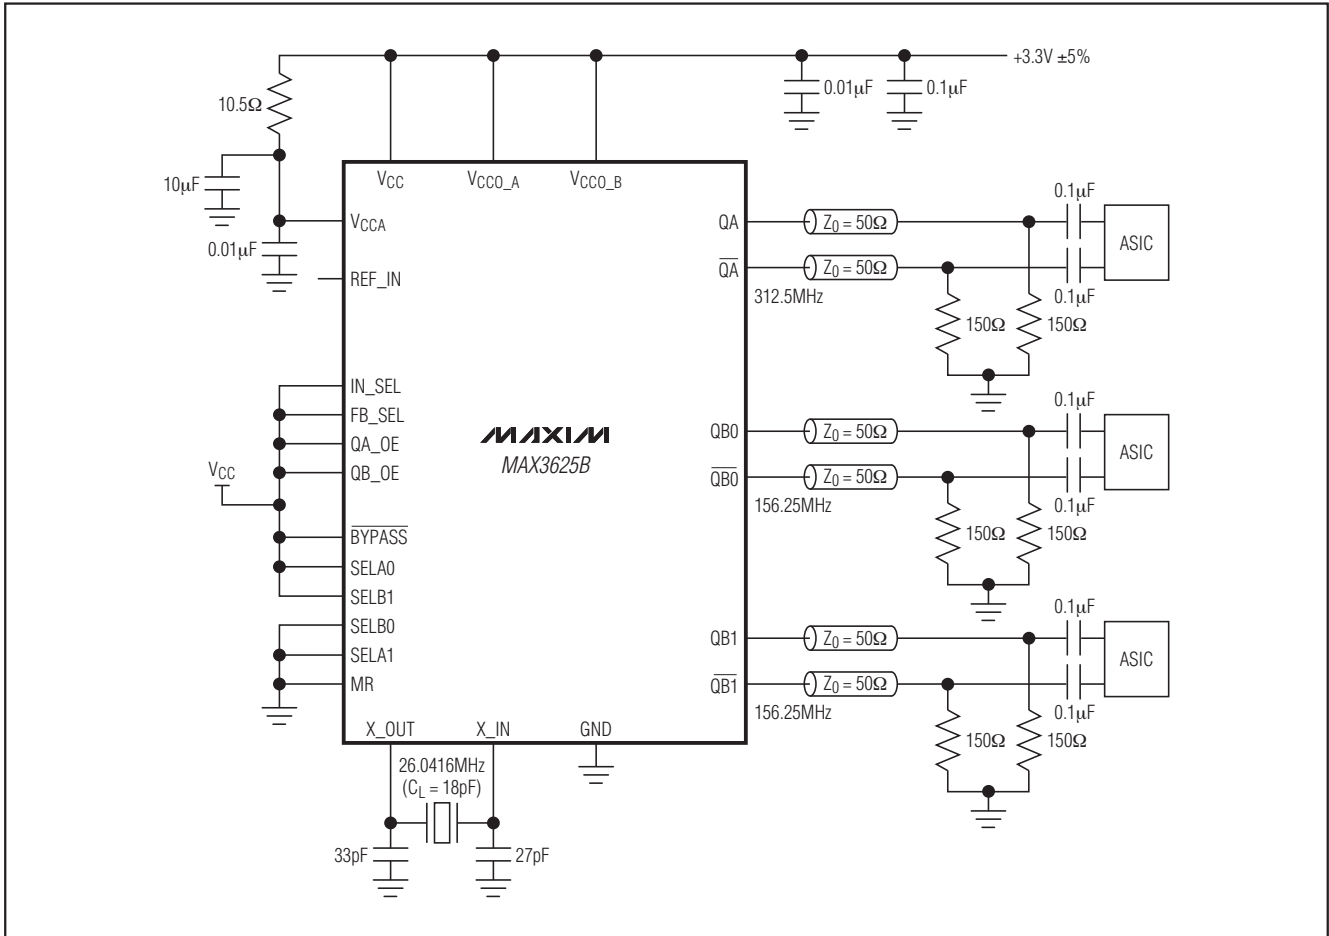 +3.3V ±5%
10.5Ω
0.01µF
0.1µF
10µF
0.01µF
VCC
VCCO_A
VCCO_B
VCCA
REF_IN
IN_SEL
FB_SEL
QA_OE
QB_OE
VCC
BYPASS
SELA0
SELB1
SELB0
SELA1
MR
MAXIM
MAX3625B
X_OUT
X_IN
GND
26.0416MHz
(CL = 18pF)
33pF
27pF
QA
Z0 = 50Ω
QA
Z0 = 50Ω
312.5MHz
0.1µF
ASIC
0.1µF
150Ω
150Ω
QB0
Z0 = 50Ω
QB0
Z0 = 50Ω
156.25MHz
0.1µF
ASIC
0.1µF
150Ω
150Ω
QB1
Z0 = 50Ω
QB1
Z0 = 50Ω
156.25MHz
0.1µF
ASIC
0.1µF
150Ω
150Ω